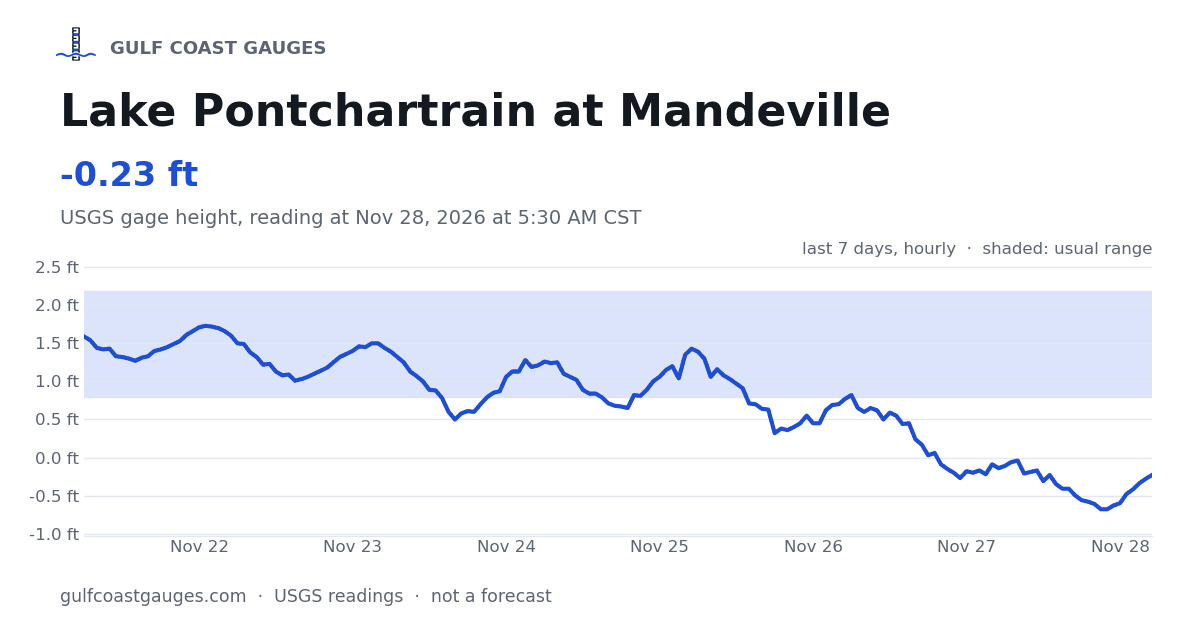 GULF COAST GAUGES
Lake Pontchartrain at Mandeville
-0.23 ft
USGS gage height, reading at Nov 28, 2026 at 5:30 AM CST
last 7 days, hourly · shaded: usual range
2.5 ft
2.0 ft
1.5 ft
1.0 ft
0.5 ft
0.0 ft
-0.5 ft
-1.0 ft
Nov 22 Nov 23 Nov 24 Nov 25 Nov 26 Nov 27 Nov 28
gulfcoastgauges.com · USGS readings · not a forecast